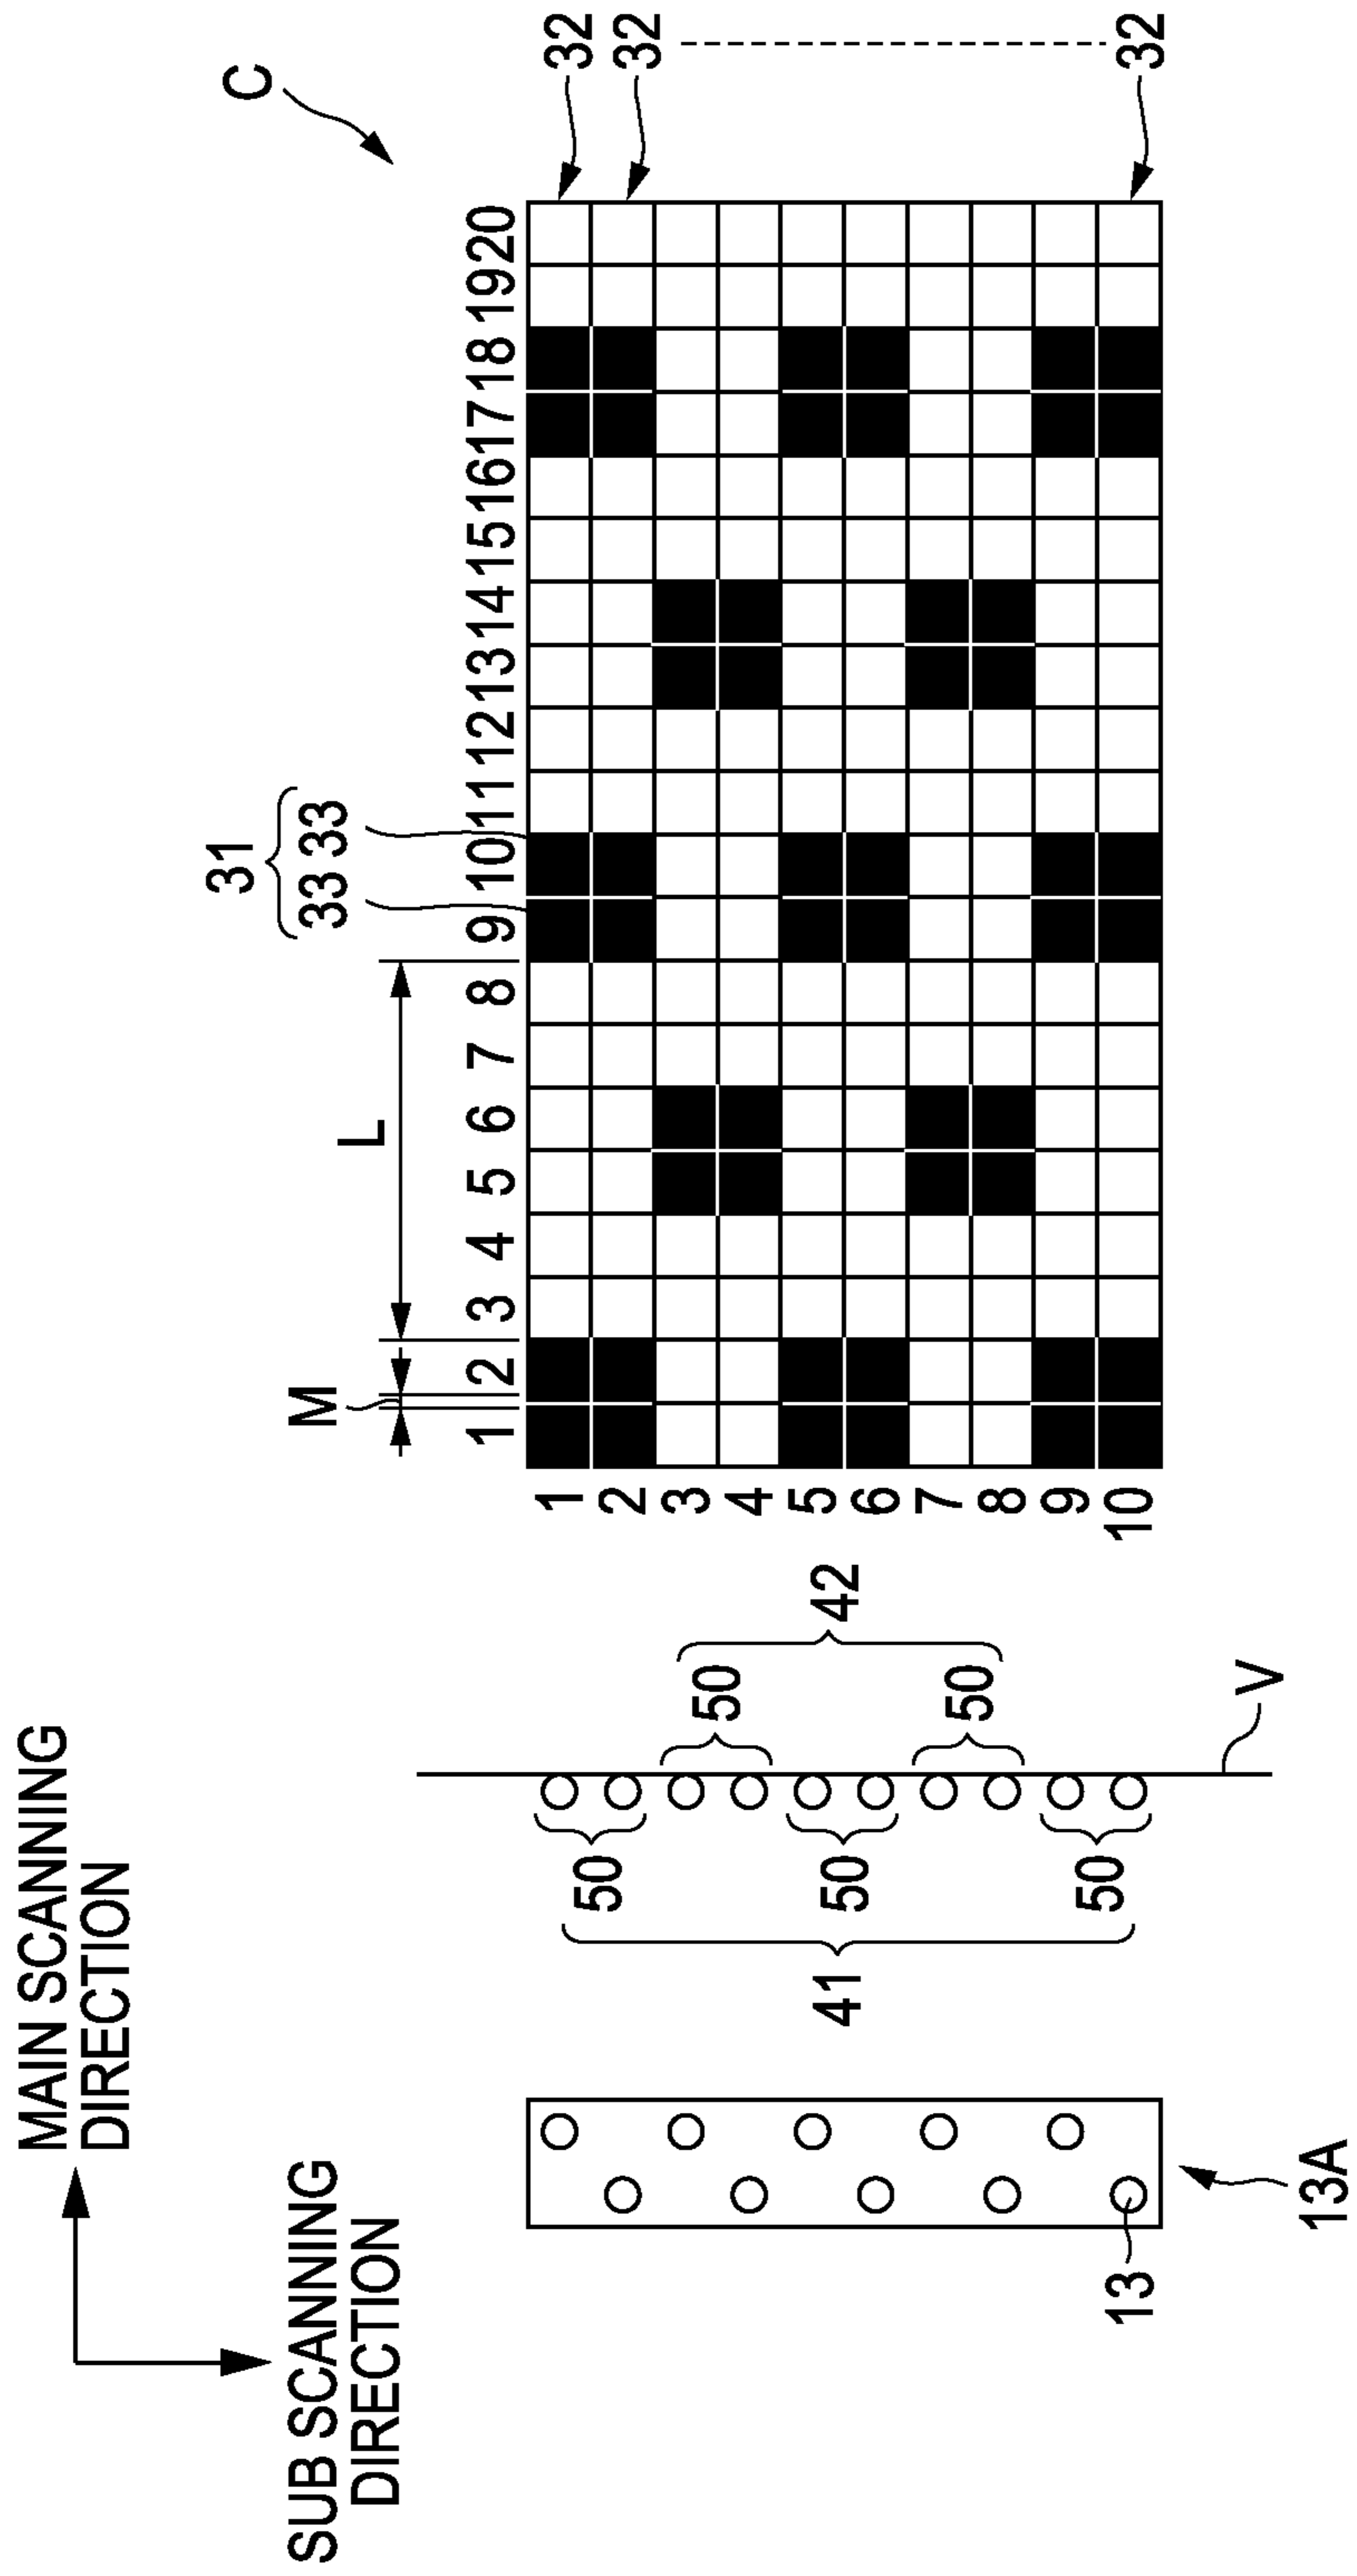 MAIN SCANNING
DIRECTION
SUB SCANNING
DIRECTION
C
31
33 33
L
M
1 2 3 4 5 6 7 8 9 10 11 12 13 14 15 16 17 18 19 20
1
2
3
4
5
6
7
8
9
10
32
32
32
42
50
50
50
50
50
41
V
13
13A